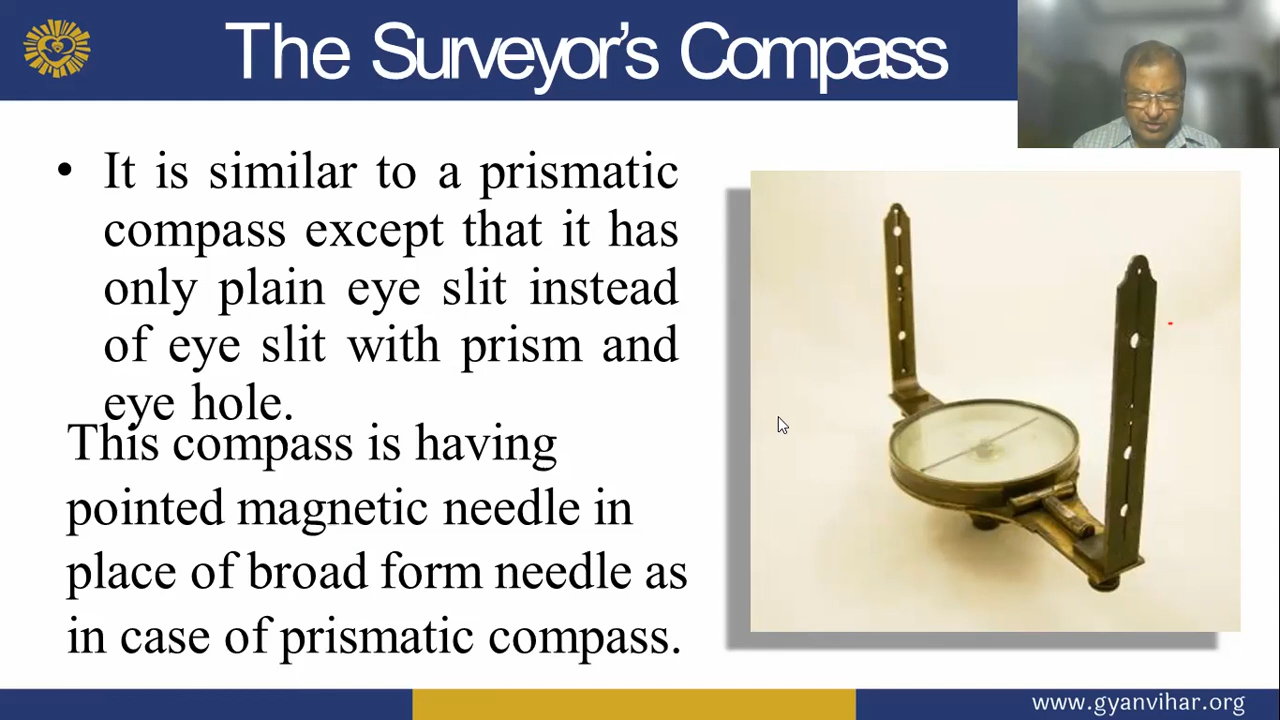 The Surveyor's Compass
• It is similar to a prismatic
compass except that it has
only plain eye slit instead
of eye slit with prism and
eye hole.
This compass is having
pointed magnetic needle in
place of broad form needle as
in case of prismatic compass.
www.gyanvihar.org